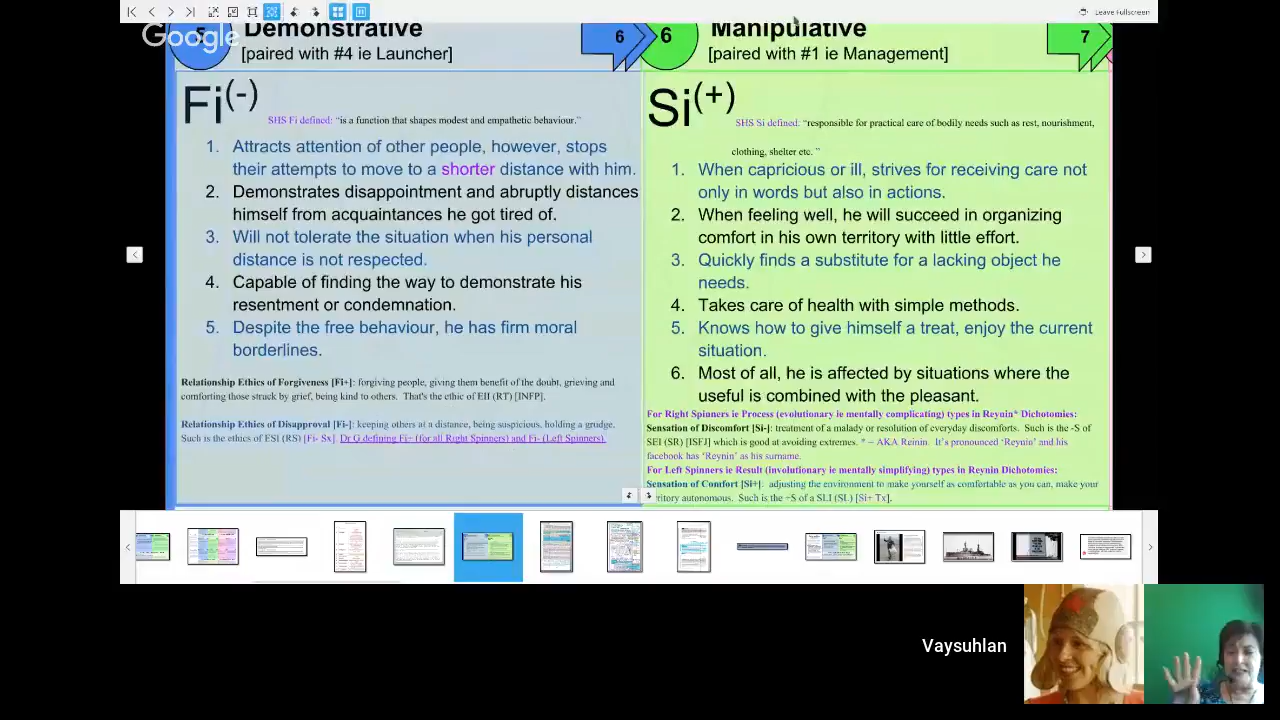 Leave Fullscreen
Google
Demonstrative
[paired with #4 ie Launcher]
6
6
Manipulative
[paired with #1 ie Management]
7
Fi(-)
SHS Fi defined: “is a function that shapes modest and empathetic behaviour.”
1. Attracts attention of other people, however, stops
their attempts to move to a shorter distance with him.
2. Demonstrates disappointment and abruptly distances
himself from acquaintances he got tired of.
3. Will not tolerate the situation when his personal
distance is not respected.
4. Capable of finding the way to demonstrate his
resentment or condemnation.
5. Despite the free behaviour, he has firm moral
borderlines.
Relationship Ethics of Forgiveness [Fi+]: forgiving people, giving them benefit of the doubt, grieving and
comforting those struck by grief, being kind to others. That's the ethic of EII (RT) [INFP].
Relationship Ethics of Disapproval [Fi-]: keeping others at a distance, being suspicious, holding a grudge.
Such is the ethics of ESI (RS) [Fi- Sx]. Dr G defining Fi+ (for all Right Spinners) and Fi- (Left Spinners).
Si(+)
SHS Si defined: “responsible for practical care of bodily needs such as rest, nourishment,
clothing, shelter etc. ”
1. When capricious or ill, strives for receiving care not
only in words but also in actions.
2. When feeling well, he will succeed in organizing
comfort in his own territory with little effort.
3. Quickly finds a substitute for a lacking object he
needs.
4. Takes care of health with simple methods.
5. Knows how to give himself a treat, enjoy the current
situation.
6. Most of all, he is affected by situations where the
useful is combined with the pleasant.
For Right Spinners ie Process (evolutionary ie mentally complicating) types in Reynin* Dichotomies:
Sensation of Discomfort [Si-]: treatment of a malady or resolution of everyday discomforts. Such is the -S of
SEI (SR) [ISFJ] which is good at avoiding extremes. * – AKA Reinin. It’s pronounced ‘Reynin’ and his
facebook has ‘Reynin’ as his surname.
For Left Spinners ie Result (involutionary ie mentally simplifying) types in Reynin Dichotomies:
Sensation of Comfort [Si+]: adjusting the environment to make yourself as comfortable as you can, make your
territory autonomous. Such is the +S of a SLI (SL) [Si+ Tx].
Vaysuhlan